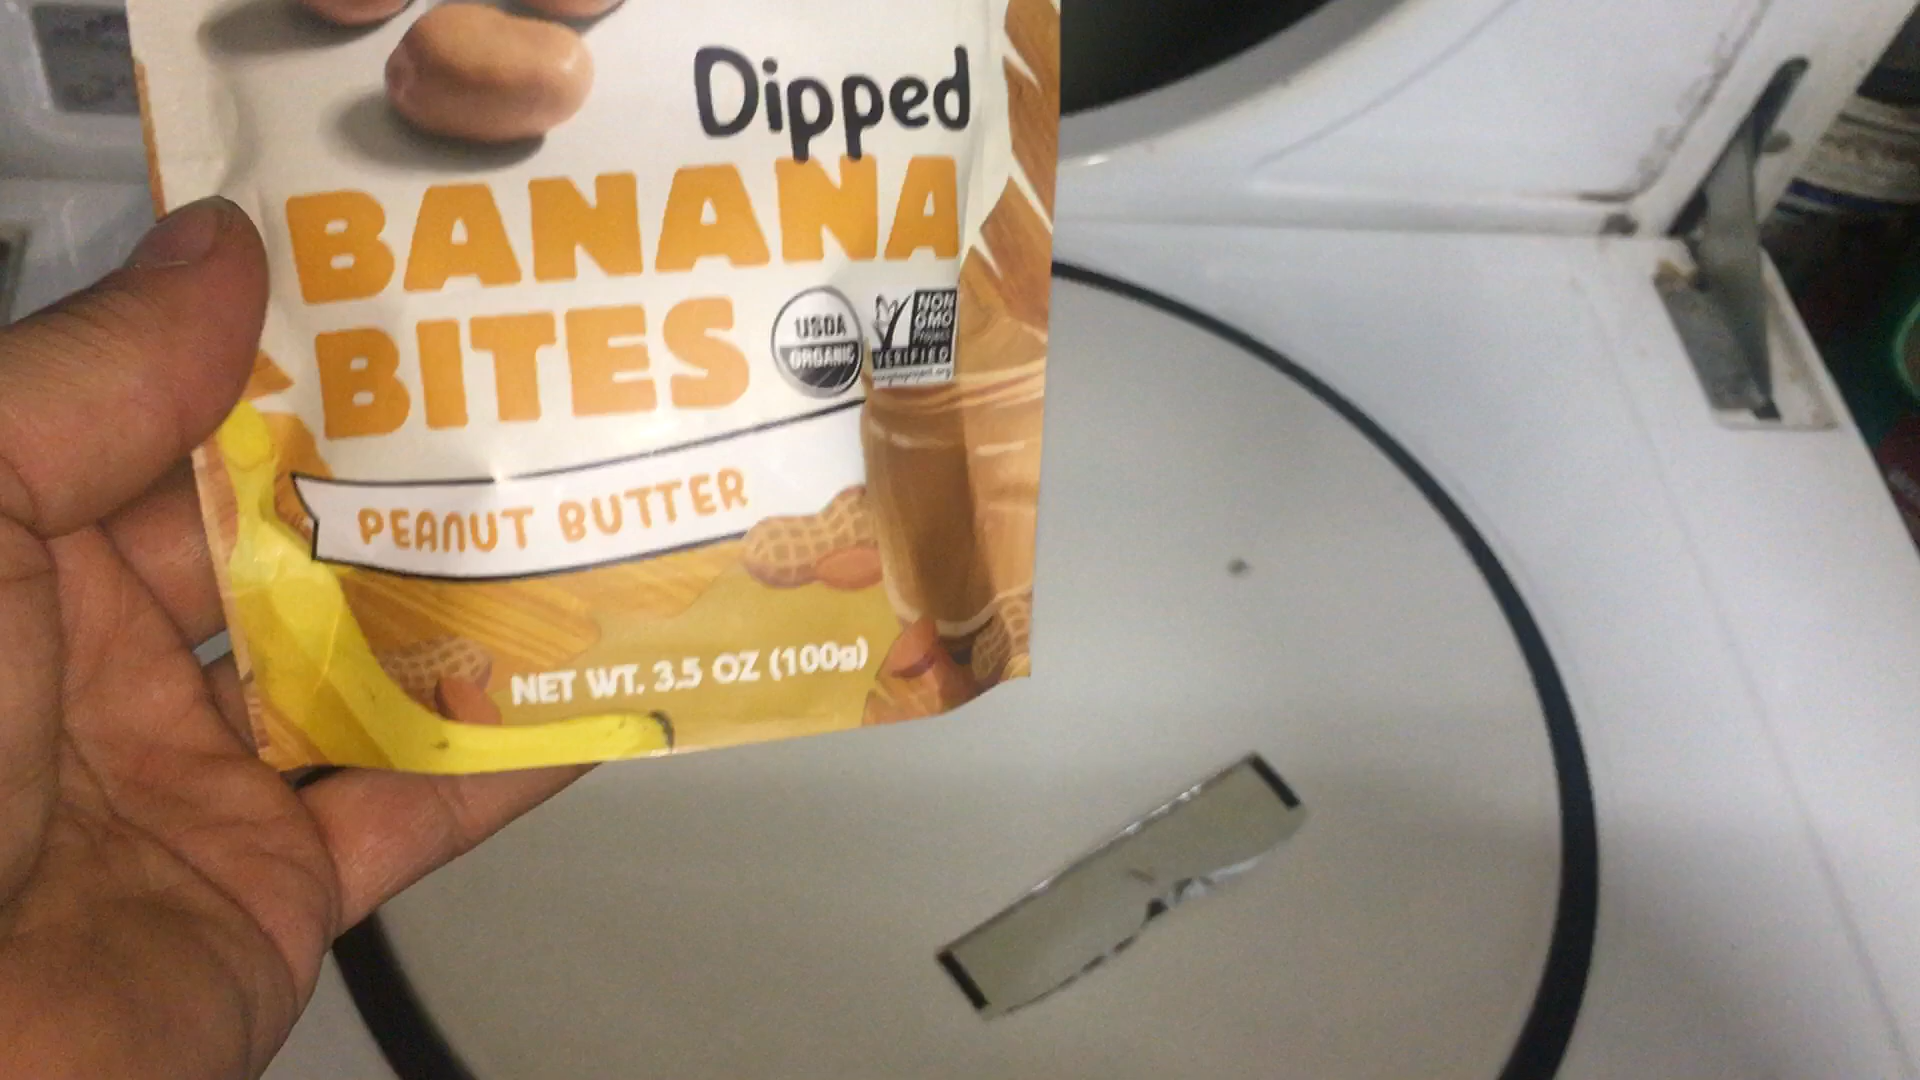 Dipped
BANANA
BITES
USDA
ORGANIC
NON
GMO
Project
VERIFIED
PEANUT BUTTER
NET WT. 3.5 OZ (100g)